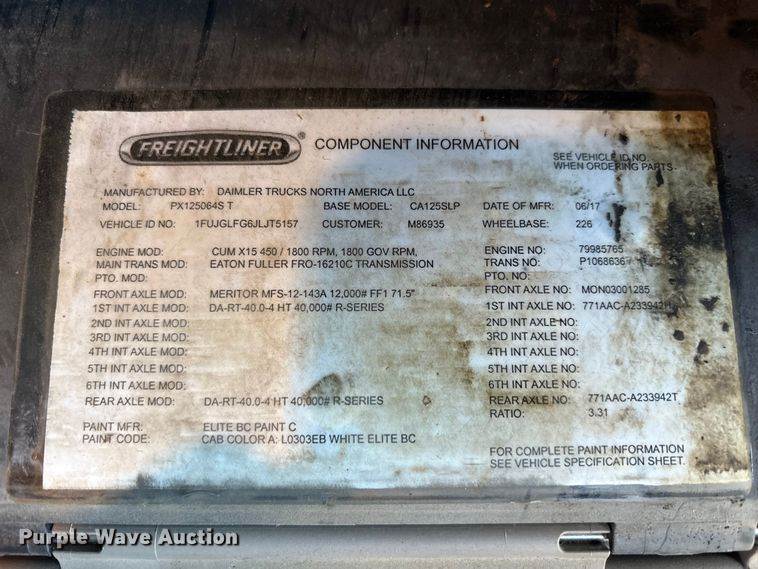 FREIGHTLINER ® COMPONENT INFORMATION
SEE VEHICLE ID NO.
WHEN ORDERING PARTS.
MANUFACTURED BY: DAIMLER TRUCKS NORTH AMERICA LLC
MODEL: PX125064S T BASE MODEL: CA125SLP DATE OF MFR: 06/17
VEHICLE ID NO: 1FUJGLFG6JLJT5157 CUSTOMER: M86935 WHEELBASE: 226
ENGINE MOD: CUM X15 450 / 1800 RPM, 1800 GOV RPM, ENGINE NO: 79985765
MAIN TRANS MOD: EATON FULLER FRO-16210C TRANSMISSION TRANS NO: P1068636
PTO. MOD: PTO. NO:
FRONT AXLE MOD: MERITOR MFS-12-143A 12,000# FF1 71.5" FRONT AXLE NO: MON03001285
1ST INT AXLE MOD: DA-RT-40.0-4 HT 40,000# R-SERIES 1ST INT AXLE NO: 771AAC-A233942
2ND INT AXLE MOD: 2ND INT AXLE NO:
3RD INT AXLE MOD: 3RD INT AXLE NO:
4TH INT AXLE MOD: 4TH INT AXLE NO:
5TH INT AXLE MOD: 5TH INT AXLE NO:
6TH INT AXLE MOD: 6TH INT AXLE NO:
REAR AXLE MOD: DA-RT-40.0-4 HT 40,000# R-SERIES REAR AXLE NO: 771AAC-A233942T
RATIO: 3.31
PAINT MFR: ELITE BC PAINT C
PAINT CODE: CAB COLOR A: L0303EB WHITE ELITE BC
FOR COMPLETE PAINT INFORMATION
SEE VEHICLE SPECIFICATION SHEET.
Purple Wave Auction